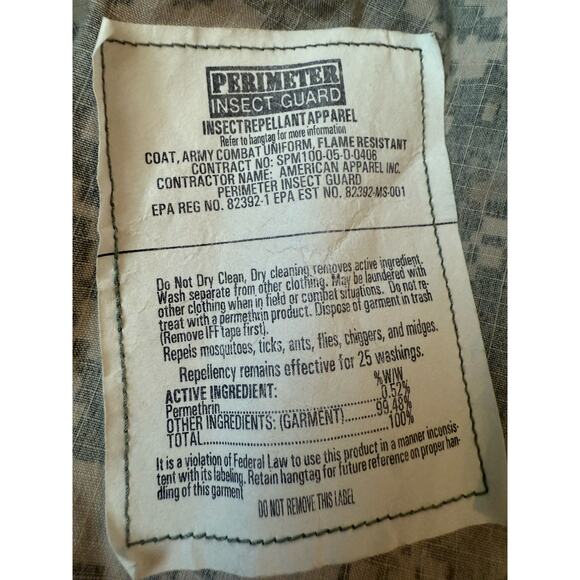 PERIMETER
INSECT GUARD
INSECT REPELLANT APPAREL
Refer to hangtag for more information
COAT, ARMY COMBAT UNIFORM, FLAME RESISTANT
CONTRACT NO: SPM100-05-D-0406
CONTRACTOR NAME: AMERICAN APPAREL INC.
PERIMETER INSECT GUARD
EPA REG NO. 82392-1 EPA EST NO. 82392-MS-001
Do Not Dry Clean, Dry cleaning removes active ingredient.
Wash separate from other clothing. May be laundered with
other clothing when in field or combat situations. Do not re-
treat with a permethrin product. Dispose of garment in trash
(Remove IFF tape first).
Repels mosquitoes, ticks, ants, flies, chiggers, and midges.
Repellency remains effective for 25 washings.
%W/W
ACTIVE INGREDIENT:
Permethrin...............................0.52%
OTHER INGREDIENTS: (GARMENT)......99.48%
TOTAL....................................100%
It is a violation of Federal Law to use this product in a manner inconsis-
tent with its labeling. Retain hangtag for future reference on proper han-
dling of this garment
DO NOT REMOVE THIS LABEL